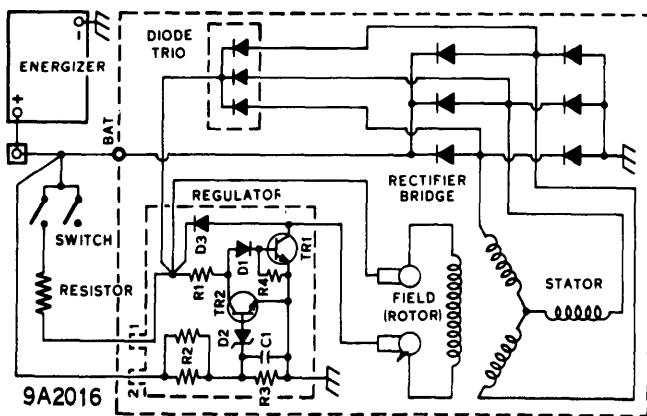 -
ENERGIZER
+
DIODE
TRIO
BAT
RECTIFIER
BRIDGE
REGULATOR
SWITCH
RESISTOR
D3
D1
TR1
R1
R4
TR2
D2
C1
R2
R3
1
2
FIELD
(ROTOR)
STATOR
9A2016